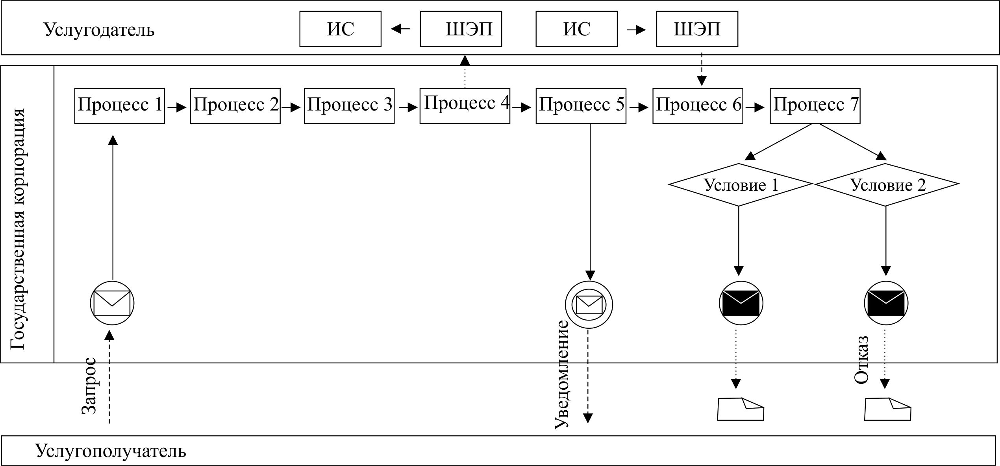 Услугодатель
ИС
ШЭП
ИС
ШЭП
Государственная корпорация
Процесс 1
Процесс 2
Процесс 3
Процесс 4
Процесс 5
Процесс 6
Процесс 7
Условие 1
Условие 2
Запрос
Уведомление
Отказ
Услугополучатель